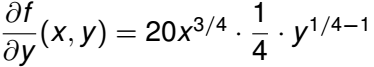 ∂f/∂y (x, y) = 20x^{3/4} · 1/4 · y^{1/4−1}